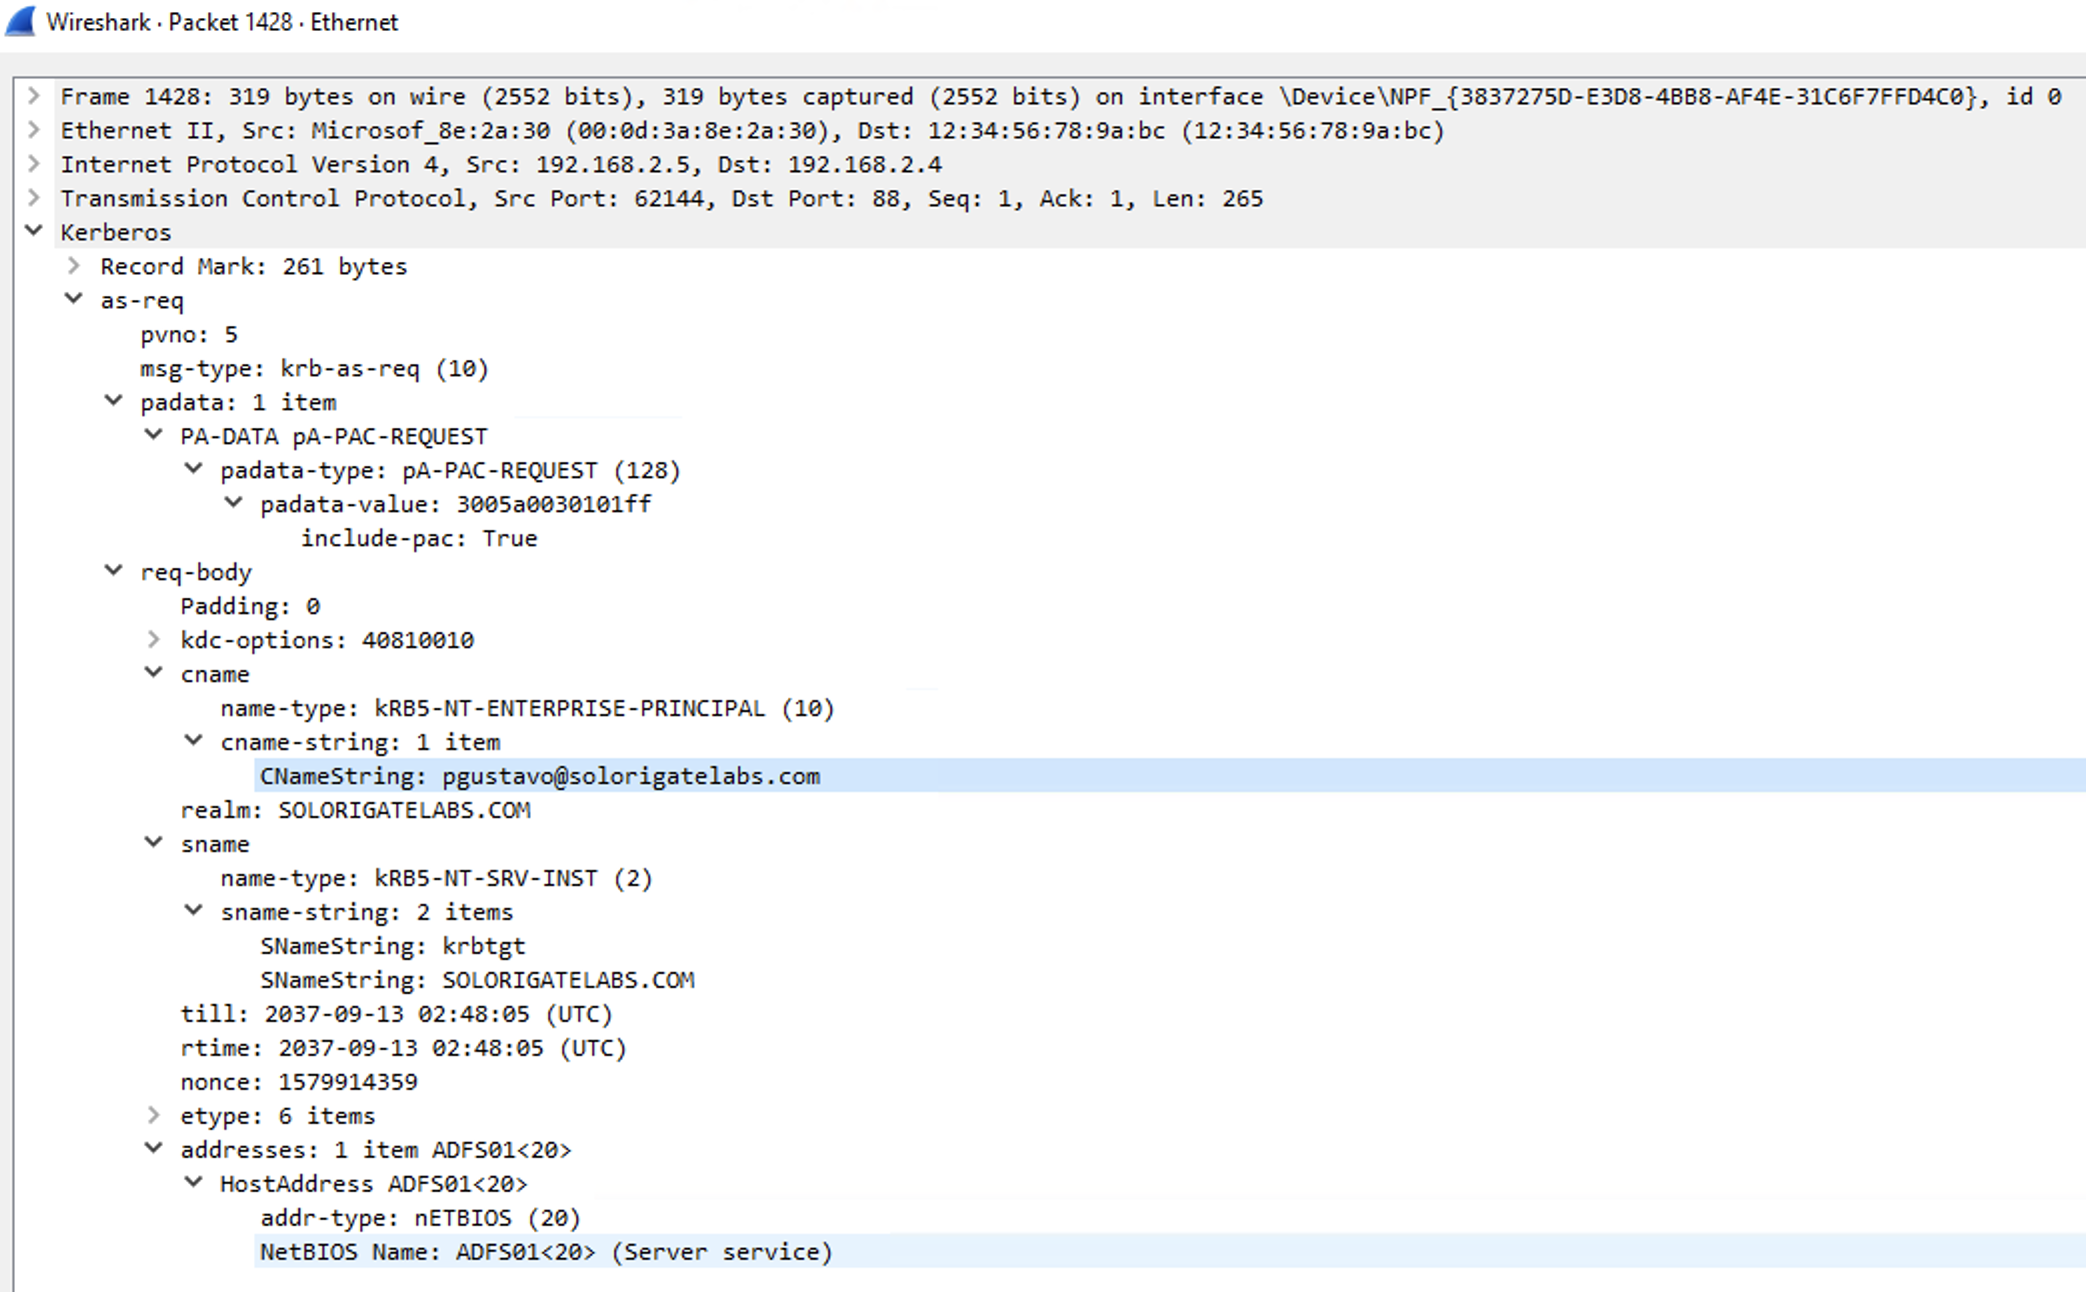 Wireshark · Packet 1428 · Ethernet
Frame 1428: 319 bytes on wire (2552 bits), 319 bytes captured (2552 bits) on interface \Device\NPF_{3837275D-E3D8-4BB8-AF4E-31C6F7FFD4C0}, id 0
Ethernet II, Src: Microsof_8e:2a:30 (00:0d:3a:8e:2a:30), Dst: 12:34:56:78:9a:bc (12:34:56:78:9a:bc)
Internet Protocol Version 4, Src: 192.168.2.5, Dst: 192.168.2.4
Transmission Control Protocol, Src Port: 62144, Dst Port: 88, Seq: 1, Ack: 1, Len: 265
Kerberos
Record Mark: 261 bytes
as-req
pvno: 5
msg-type: krb-as-req (10)
padata: 1 item
PA-DATA pA-PAC-REQUEST
padata-type: pA-PAC-REQUEST (128)
padata-value: 3005a0030101ff
include-pac: True
req-body
Padding: 0
kdc-options: 40810010
cname
name-type: kRB5-NT-ENTERPRISE-PRINCIPAL (10)
cname-string: 1 item
CNameString: pgustavo@solorigatelabs.com
realm: SOLORIGATELABS.COM
sname
name-type: kRB5-NT-SRV-INST (2)
sname-string: 2 items
SNameString: krbtgt
SNameString: SOLORIGATELABS.COM
till: 2037-09-13 02:48:05 (UTC)
rtime: 2037-09-13 02:48:05 (UTC)
nonce: 1579914359
etype: 6 items
addresses: 1 item ADFS01<20>
HostAddress ADFS01<20>
addr-type: nETBIOS (20)
NetBIOS Name: ADFS01<20> (Server service)